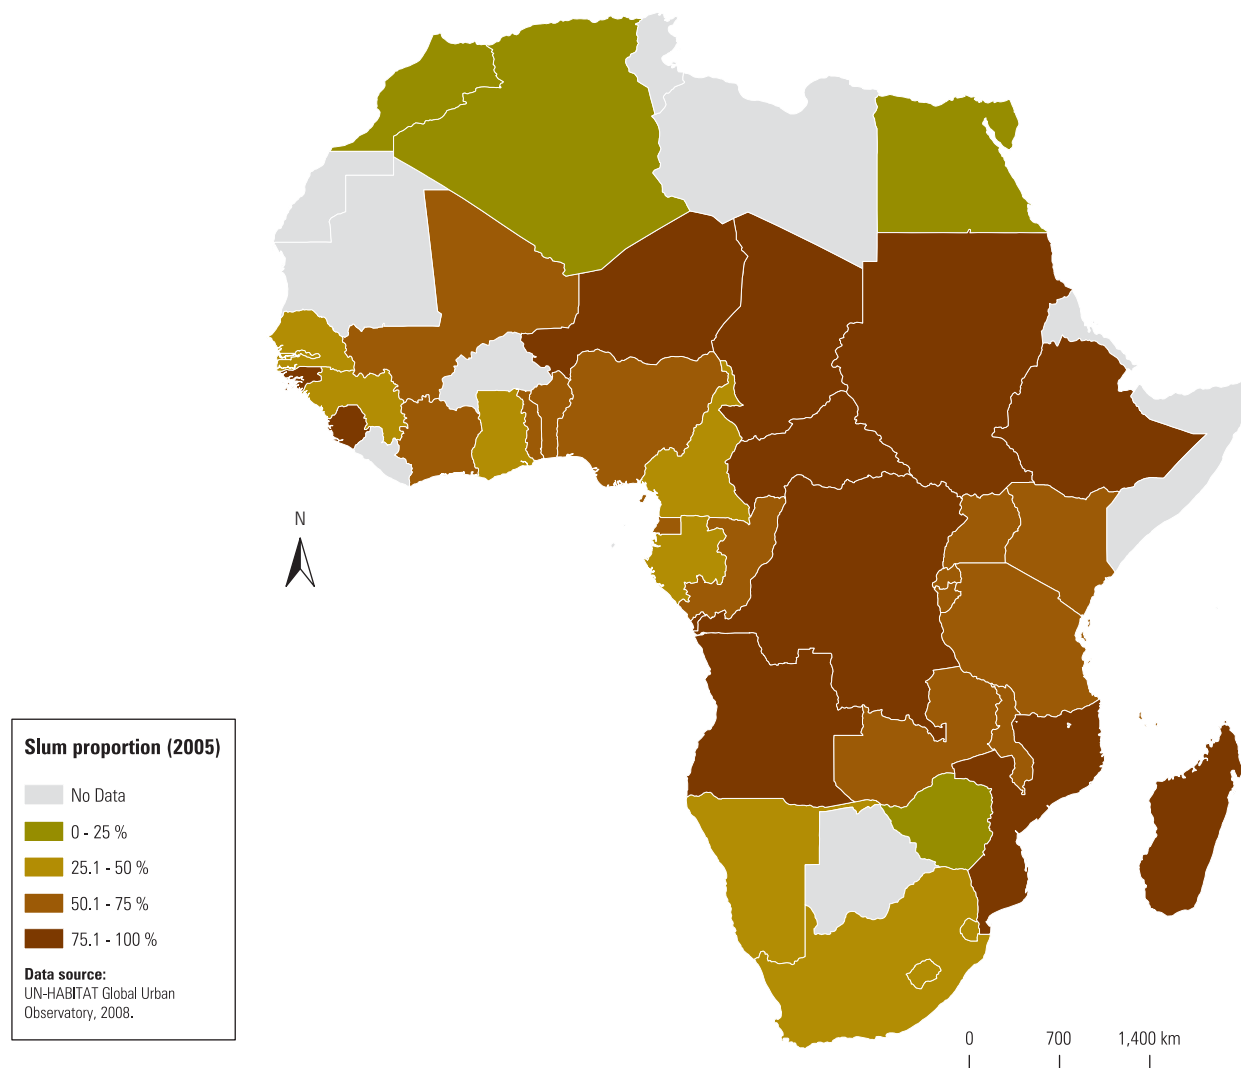 N
Slum proportion (2005)
No Data
0 - 25 %
25.1 - 50 %
50.1 - 75 %
75.1 - 100 %
Data source:
UN-HABITAT Global Urban
Observatory, 2008.
0 700 1,400 km